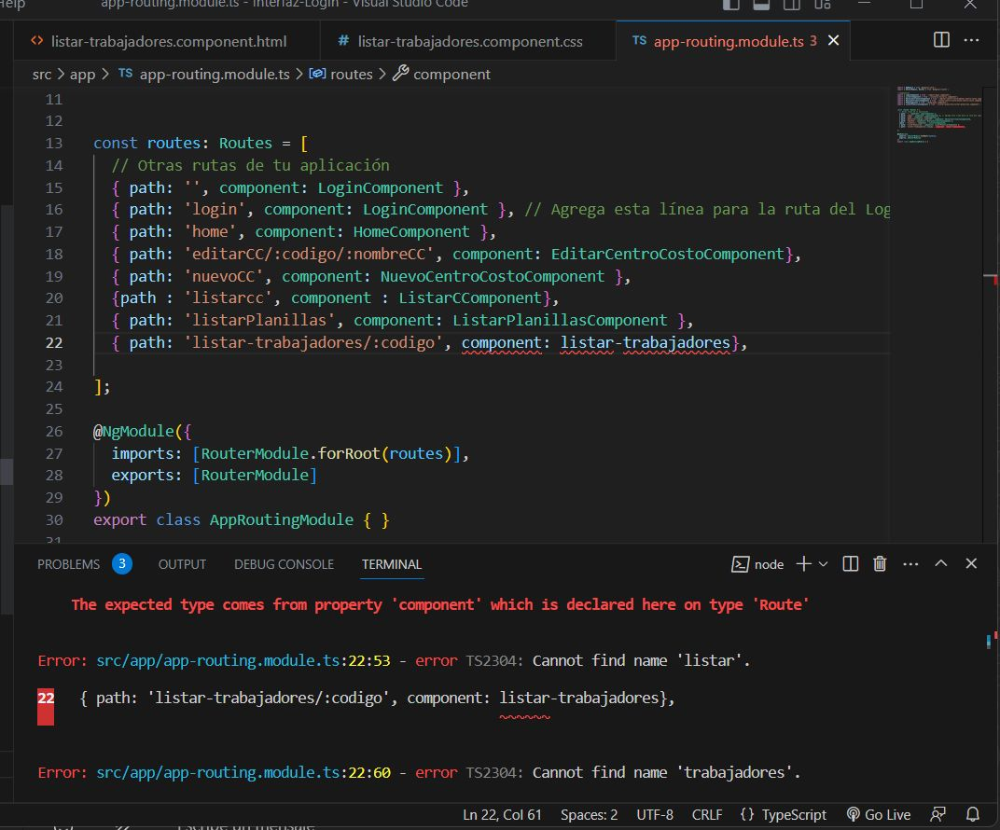 Help
app-routing.module.ts - Interfaz-Login - Visual Studio Code
listar-trabajadores.component.html
# listar-trabajadores.component.css
TS app-routing.module.ts 3
src > app > TS app-routing.module.ts > routes > component
11
12
13 const routes: Routes = [
14 // Otras rutas de tu aplicación
15 { path: '', component: LoginComponent },
16 { path: 'login', component: LoginComponent }, // Agrega esta línea para la ruta del Log
17 { path: 'home', component: HomeComponent },
18 { path: 'editarCC/:codigo/:nombreCC', component: EditarCentroCostoComponent},
19 { path: 'nuevoCC', component: NuevoCentroCostoComponent },
20 {path : 'listarcc', component : ListarCComponent},
21 { path: 'listarPlanillas', component: ListarPlanillasComponent },
22 { path: 'listar-trabajadores/:codigo', component: listar-trabajadores},
23
24 ];
25
26 @NgModule({
27 imports: [RouterModule.forRoot(routes)],
28 exports: [RouterModule]
29 })
30 export class AppRoutingModule { }
31
PROBLEMS 3 OUTPUT DEBUG CONSOLE TERMINAL
node
The expected type comes from property 'component' which is declared here on type 'Route'
Error: src/app/app-routing.module.ts:22:53 - error TS2304: Cannot find name 'listar'.
22 { path: 'listar-trabajadores/:codigo', component: listar-trabajadores},
Error: src/app/app-routing.module.ts:22:60 - error TS2304: Cannot find name 'trabajadores'.
Ln 22, Col 61 Spaces: 2 UTF-8 CRLF {} TypeScript Go Live